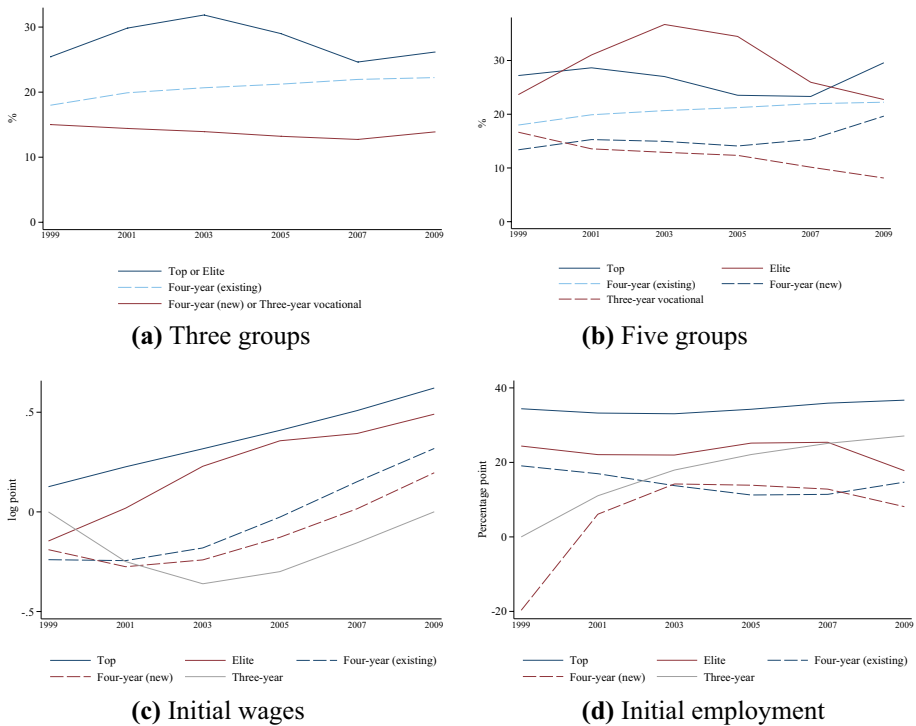 30
20
10
0
%
1999
2001
2003
2005
2007
2009
Top or Elite
Four-year (existing)
Four-year (new) or Three-year vocational
(a) Three groups
30
20
10
0
%
1999
2001
2003
2005
2007
2009
Top
Elite
Four-year (existing)
Four-year (new)
Three-year vocational
(b) Five groups
.5
0
-.5
log point
1999
2001
2003
2005
2007
2009
Top
Elite
Four-year (existing)
Four-year (new)
Three-year
(c) Initial wages
40
20
0
-20
Percentage point
1999
2001
2003
2005
2007
2009
Top
Elite
Four-year (existing)
Four-year (new)
Three-year
(d) Initial employment